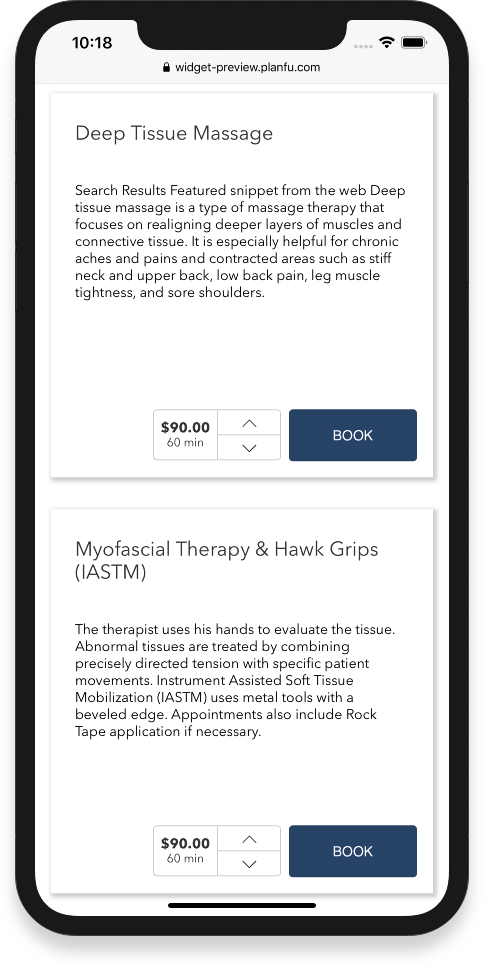 10:18
widget-preview.planfu.com
Deep Tissue Massage
Search Results Featured snippet from the web Deep
tissue massage is a type of massage therapy that
focuses on realigning deeper layers of muscles and
connective tissue. It is especially helpful for chronic
aches and pains and contracted areas such as stiff
neck and upper back, low back pain, leg muscle
tightness, and sore shoulders.
$90.00
60 min
BOOK
Myofascial Therapy & Hawk Grips
(IASTM)
The therapist uses his hands to evaluate the tissue.
Abnormal tissues are treated by combining
precisely directed tension with specific patient
movements. Instrument Assisted Soft Tissue
Mobilization (IASTM) uses metal tools with a
beveled edge. Appointments also include Rock
Tape application if necessary.
$90.00
60 min
BOOK